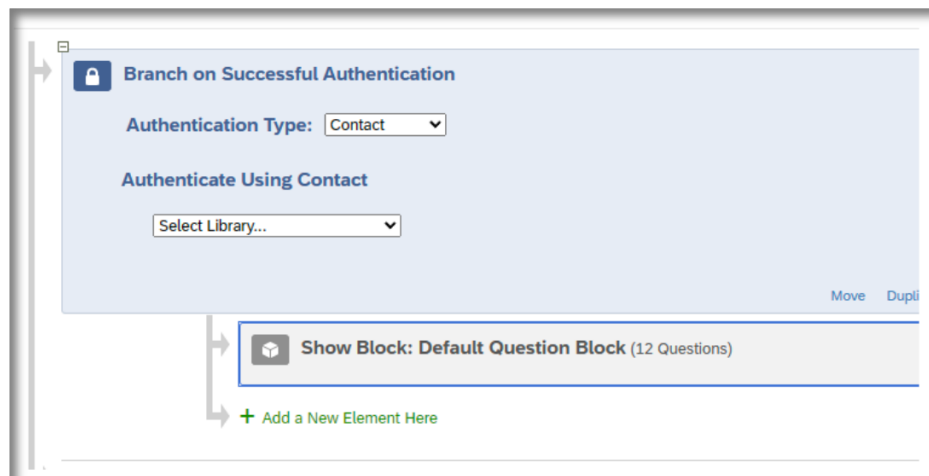 Branch on Successful Authentication
Authentication Type: Contact
Authenticate Using Contact
Select Library...
Move Dupli
Show Block: Default Question Block (12 Questions)
+ Add a New Element Here